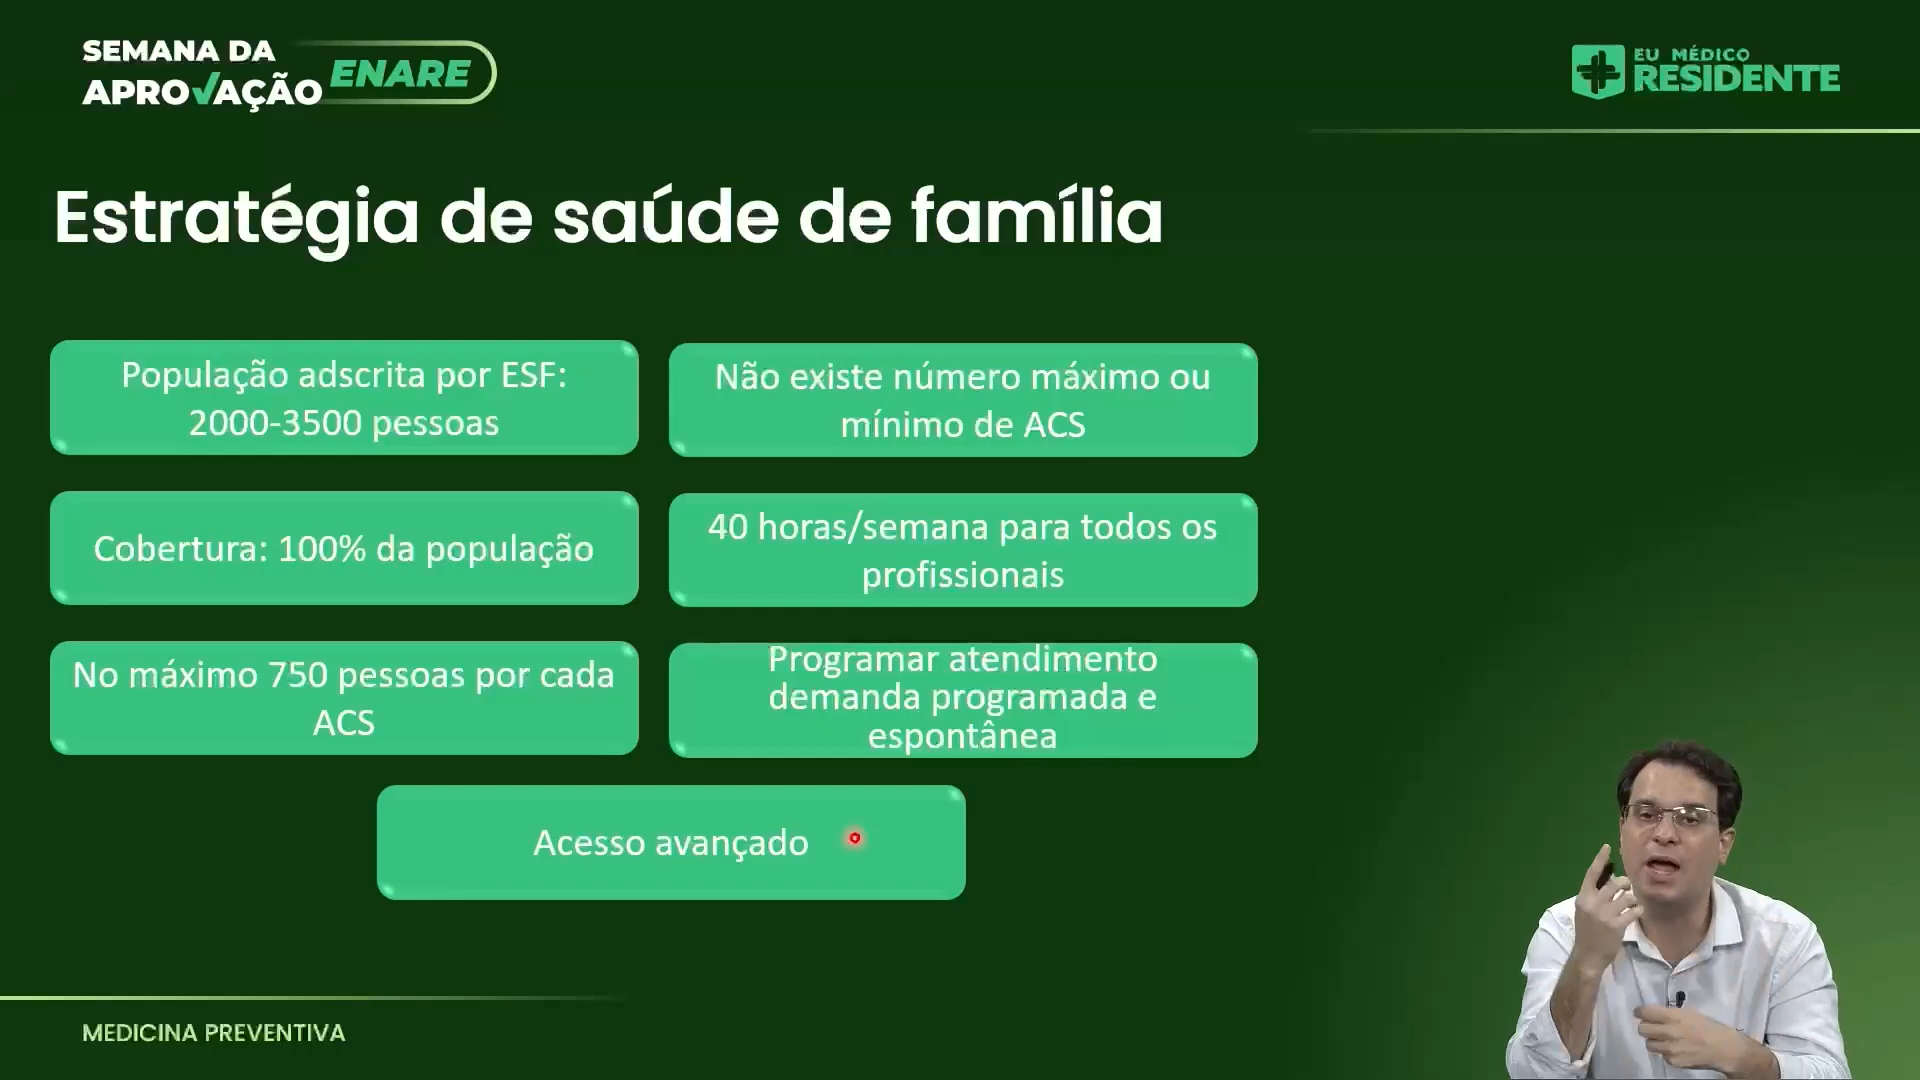 SEMANA DA
APROVAÇÃO ENARE
EU MÉDICO
RESIDENTE
Estratégia de saúde de família
População adscrita por ESF:
2000-3500 pessoas
Não existe número máximo ou
mínimo de ACS
Cobertura: 100% da população
40 horas/semana para todos os
profissionais
No máximo 750 pessoas por cada
ACS
Programar atendimento
demanda programada e
espontânea
Acesso avançado
MEDICINA PREVENTIVA